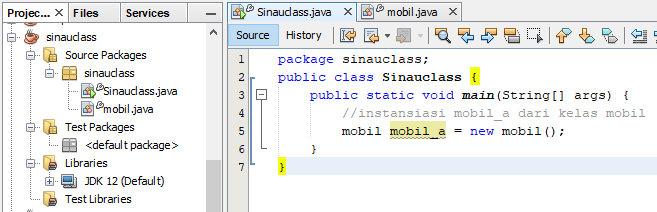 Projec...
Files
Services
sinauclass
Source Packages
sinauclass
Sinauclass.java
mobil.java
Test Packages
<default package>
Libraries
JDK 12 (Default)
Test Libraries
Sinauclass.java
mobil.java
Source
History
1 package sinauclass;
2 public class Sinauclass {
3 public static void main(String[] args) {
4 //instansiasi mobil_a dari kelas mobil
5 mobil mobil_a = new mobil();
6 }
7 }